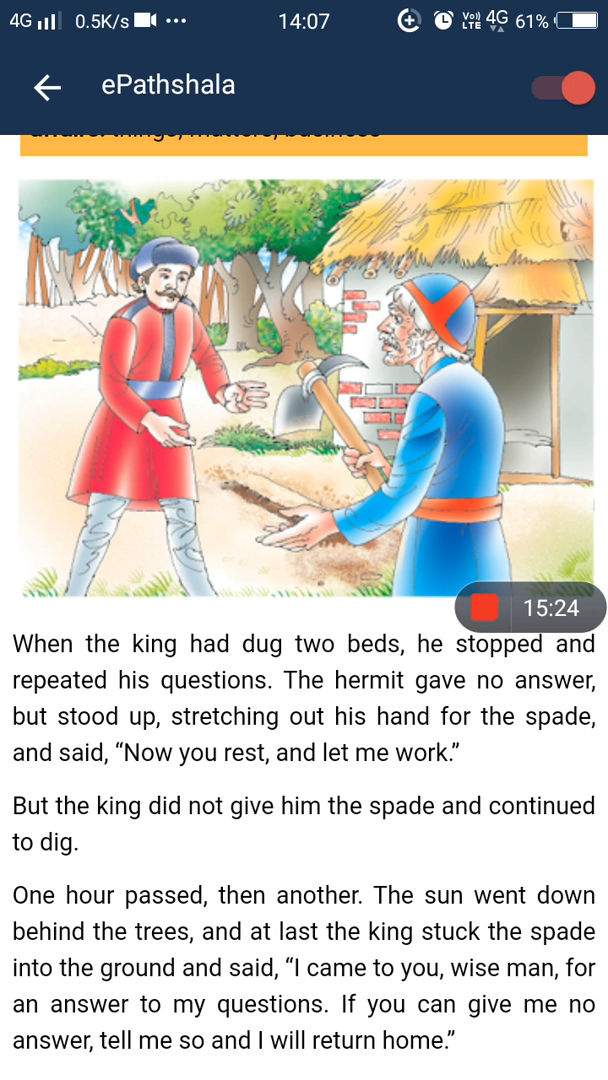 4G 0.5K/s 14:07 VoLTE 4G 61%
ePathshala
things, matters, business
15:24
When the king had dug two beds, he stopped and
repeated his questions. The hermit gave no answer,
but stood up, stretching out his hand for the spade,
and said, “Now you rest, and let me work.”
But the king did not give him the spade and continued
to dig.
One hour passed, then another. The sun went down
behind the trees, and at last the king stuck the spade
into the ground and said, “I came to you, wise man, for
an answer to my questions. If you can give me no
answer, tell me so and I will return home.”